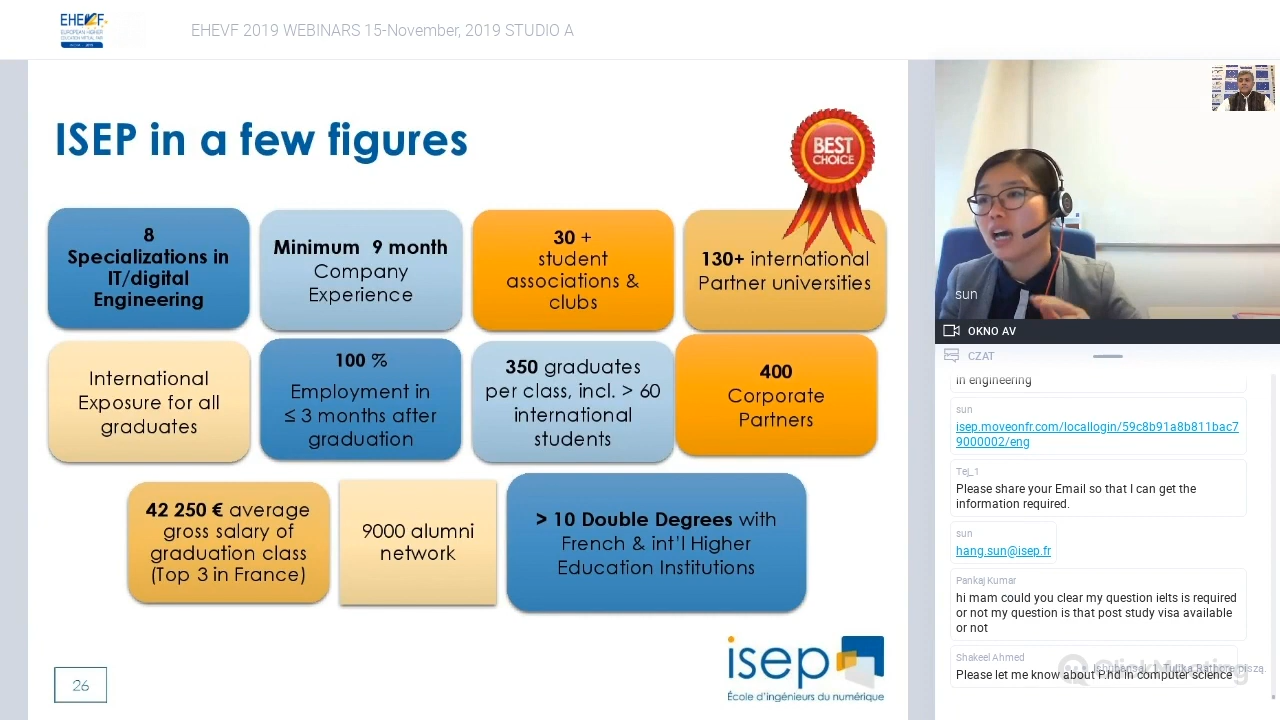 EHEVF
EUROPEAN HIGHER
EDUCATION VIRTUAL FAIR
EHEVF 2019 WEBINARS 15-November, 2019 STUDIO A
ISEP in a few figures
BEST
CHOICE
8
Specializations in
IT/digital
Engineering
Minimum 9 month
Company
Experience
30 +
student
associations &
clubs
130+ international
Partner universities
International
Exposure for all
graduates
100 %
Employment in
≤ 3 months after
graduation
350 graduates
per class, incl. > 60
international
students
400
Corporate
Partners
42 250 € average
gross salary of
graduation class
(Top 3 in France)
9000 alumni
network
> 10 Double Degrees with
French & int'l Higher
Education Institutions
26
isep
École d'ingénieurs du numérique
sun
OKNO AV
CZAT
in engineering
sun
isep.moveonfr.com/locallogin/59c8b91a8b811bac7
9000002/eng
Tej_1
Please share your Email so that I can get the
information required.
sun
hang.sun@isep.fr
Pankaj Kumar
hi mam could you clear my question ielts is required
or not my question is that post study visa available
or not
Shakeel Ahmed
Please let me know about P.hd in computer science
ClickMeeting